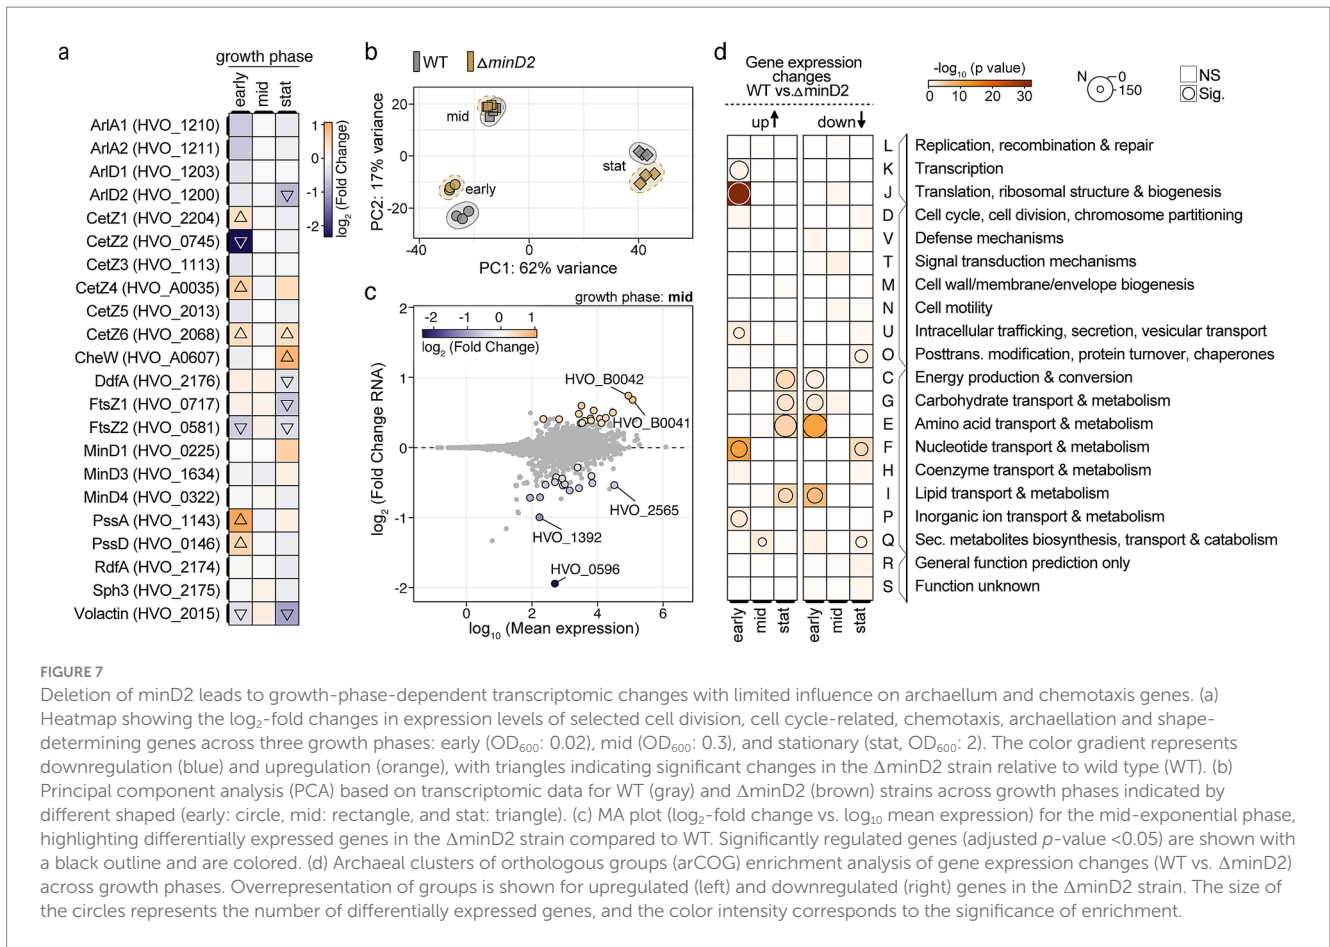 a
growth phase
early
mid
stat
ArlA1 (HVO_1210)
ArlA2 (HVO_1211)
ArlD1 (HVO_1203)
ArlD2 (HVO_1200)
CetZ1 (HVO_2204)
CetZ2 (HVO_0745)
CetZ3 (HVO_1113)
CetZ4 (HVO_A0035)
CetZ5 (HVO_2013)
CetZ6 (HVO_2068)
CheW (HVO_A0607)
DdfA (HVO_2176)
FtsZ1 (HVO_0717)
FtsZ2 (HVO_0581)
MinD1 (HVO_0225)
MinD3 (HVO_1634)
MinD4 (HVO_0322)
PssA (HVO_1143)
PssD (HVO_0146)
RdfA (HVO_2174)
Sph3 (HVO_2175)
Volactin (HVO_2015)
1
0
-1
-2
log2 (Fold Change)
b
WT
ΔminD2
20
0
-20
PC2: 17% variance
mid
early
stat
-40
0
40
PC1: 62% variance
c
growth phase: mid
2
1
0
-1
-2
log2 (Fold Change RNA)
-2 -1 0 1
log2 (Fold Change)
HVO_B0042
HVO_B0041
HVO_2565
HVO_1392
HVO_0596
0 2 4 6
log10 (Mean expression)
d
Gene expression
changes
WT vs.ΔminD2
up
down
-log10 (p value)
0 10 20 30
N
0
150
NS
Sig.
L Replication, recombination & repair
K Transcription
J Translation, ribosomal structure & biogenesis
D Cell cycle, cell division, chromosome partitioning
V Defense mechanisms
T Signal transduction mechanisms
M Cell wall/membrane/envelope biogenesis
N Cell motility
U Intracellular trafficking, secretion, vesicular transport
O Posttrans. modification, protein turnover, chaperones
C Energy production & conversion
G Carbohydrate transport & metabolism
E Amino acid transport & metabolism
F Nucleotide transport & metabolism
H Coenzyme transport & metabolism
I Lipid transport & metabolism
P Inorganic ion transport & metabolism
Q Sec. metabolites biosynthesis, transport & catabolism
R General function prediction only
S Function unknown
early
mid
stat
early
mid
stat
FIGURE 7
Deletion of minD2 leads to growth-phase-dependent transcriptomic changes with limited influence on archaellum and chemotaxis genes. (a)
Heatmap showing the log2-fold changes in expression levels of selected cell division, cell cycle-related, chemotaxis, archaellation and shape-
determining genes across three growth phases: early (OD600: 0.02), mid (OD600: 0.3), and stationary (stat, OD600: 2). The color gradient represents
downregulation (blue) and upregulation (orange), with triangles indicating significant changes in the ΔminD2 strain relative to wild type (WT). (b)
Principal component analysis (PCA) based on transcriptomic data for WT (gray) and ΔminD2 (brown) strains across growth phases indicated by
different shaped (early: circle, mid: rectangle, and stat: triangle). (c) MA plot (log2-fold change vs. log10 mean expression) for the mid-exponential phase,
highlighting differentially expressed genes in the ΔminD2 strain compared to WT. Significantly regulated genes (adjusted p-value <0.05) are shown with
a black outline and are colored. (d) Archaeal clusters of orthologous groups (arCOG) enrichment analysis of gene expression changes (WT vs. ΔminD2)
across growth phases. Overrepresentation of groups is shown for upregulated (left) and downregulated (right) genes in the ΔminD2 strain. The size of
the circles represents the number of differentially expressed genes, and the color intensity corresponds to the significance of enrichment.